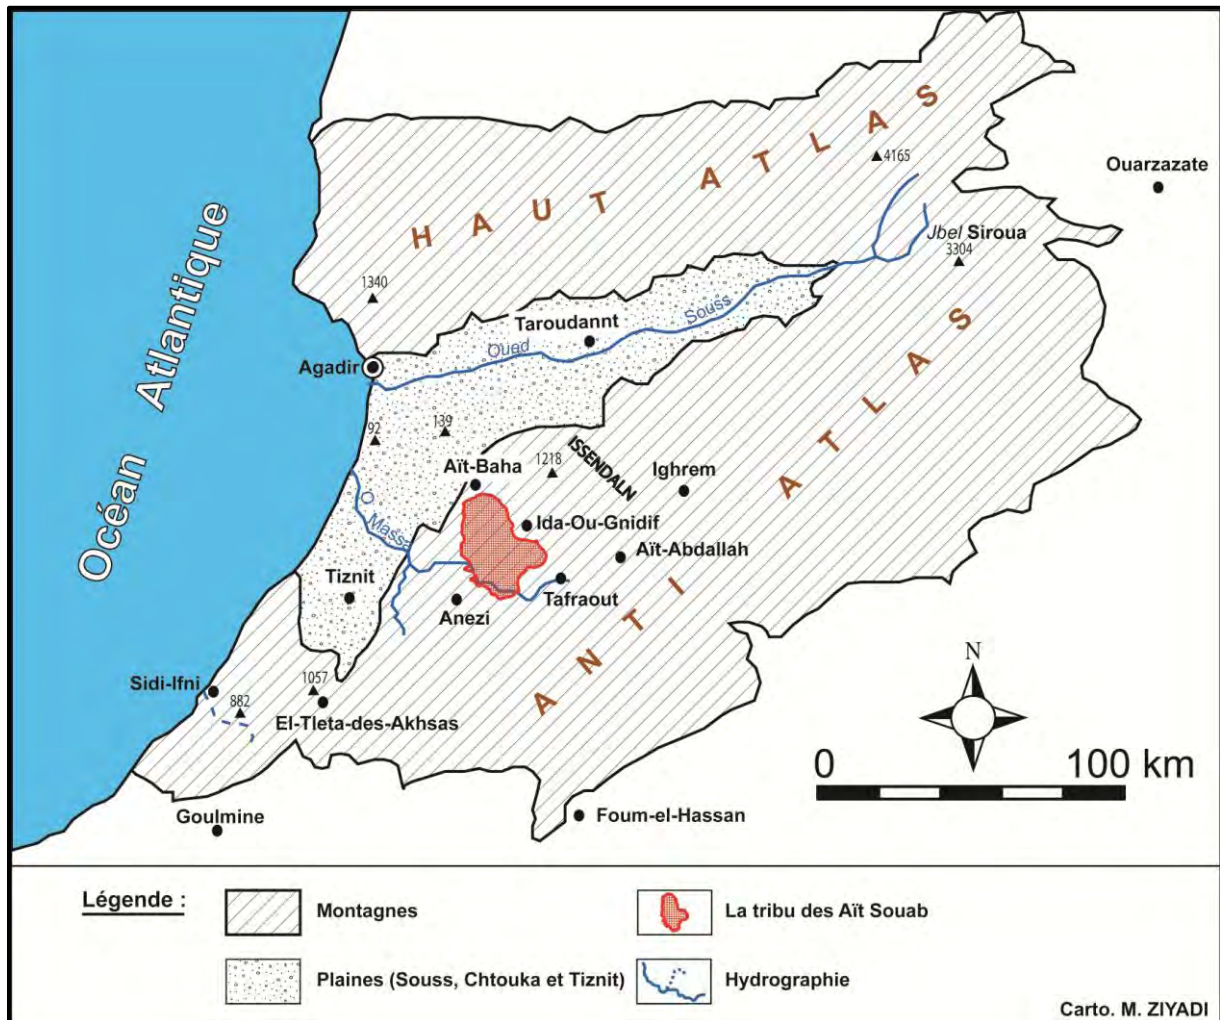 HAUT ATLAS
4165
Ouarzazate
Jbel Siroua
3304
1340
Océan Atlantique
Taroudannt
Ouad Souss
Agadir
92
139
ANTI ATLAS
Aït-Baha
1218
ISSENDALN
Ighrem
O. Massa
Ida-Ou-Gnidif
Aït-Abdallah
Tiznit
Anezi
Tafraout
Sidi-Ifni
882
1057
El-Tleta-des-Akhsas
N
0 100 km
Goulmine
Foum-el-Hassan
Légende :
Montagnes
La tribu des Aït Souab
Plaines (Souss, Chtouka et Tiznit)
Hydrographie
Carto. M. ZIYADI